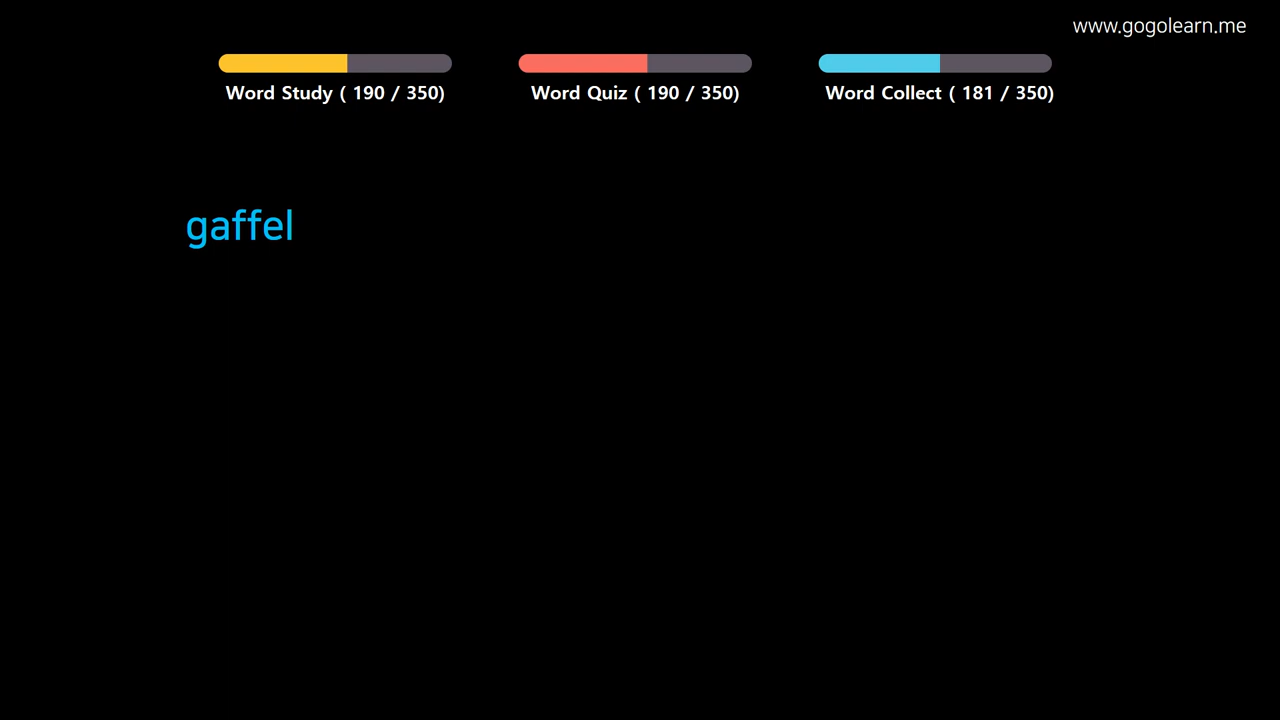 www.gogolearn.me
Word Study ( 190 / 350)
Word Quiz ( 190 / 350)
Word Collect ( 181 / 350)
gaffel